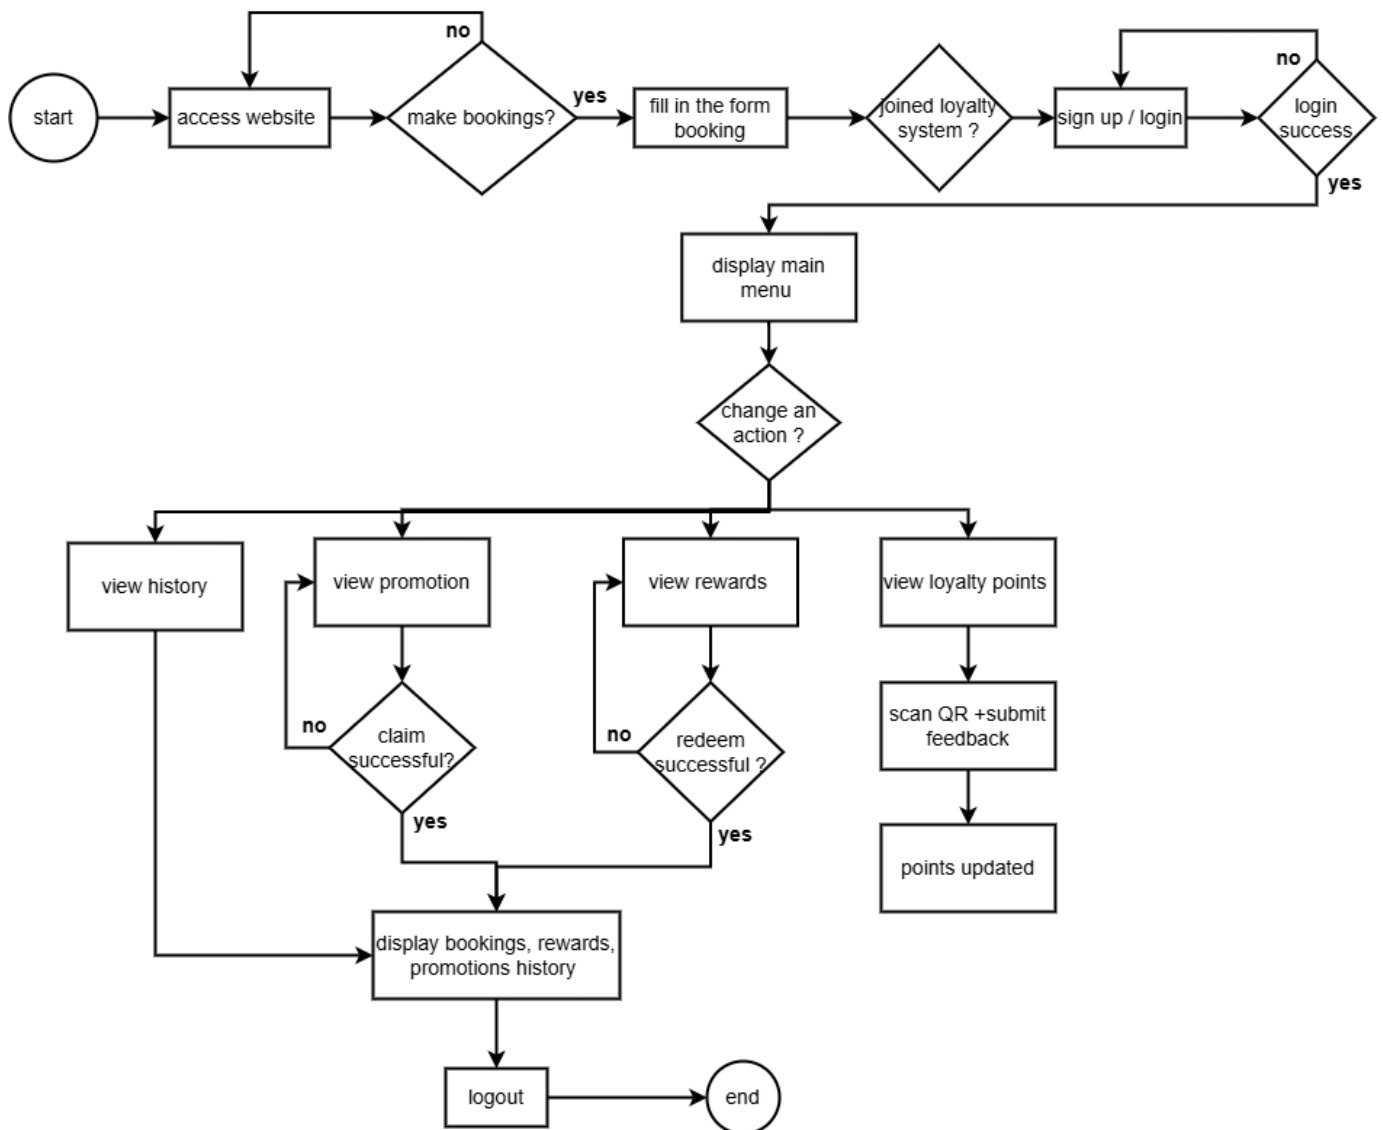 no
start
access website
make bookings?
yes
fill in the form
booking
joined loyalty
system ?
sign up / login
no
login
success
yes
display main
menu
change an
action ?
view history
view promotion
view rewards
view loyalty points
no
claim
successful?
yes
no
redeem
successful ?
yes
scan QR +submit
feedback
points updated
display bookings, rewards,
promotions history
logout
end